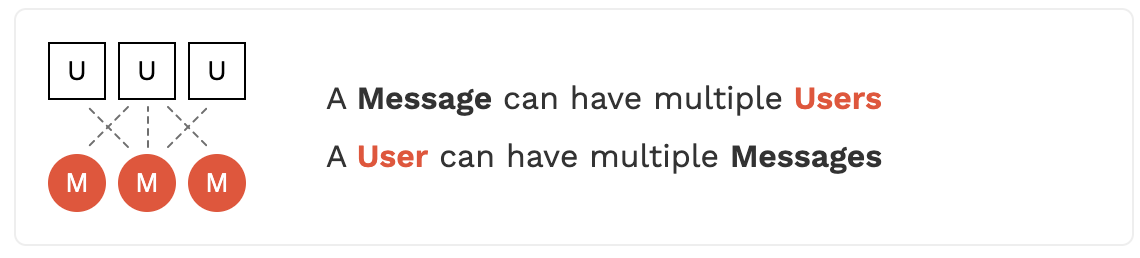 U U U
M M M
A Message can have multiple Users
A User can have multiple Messages